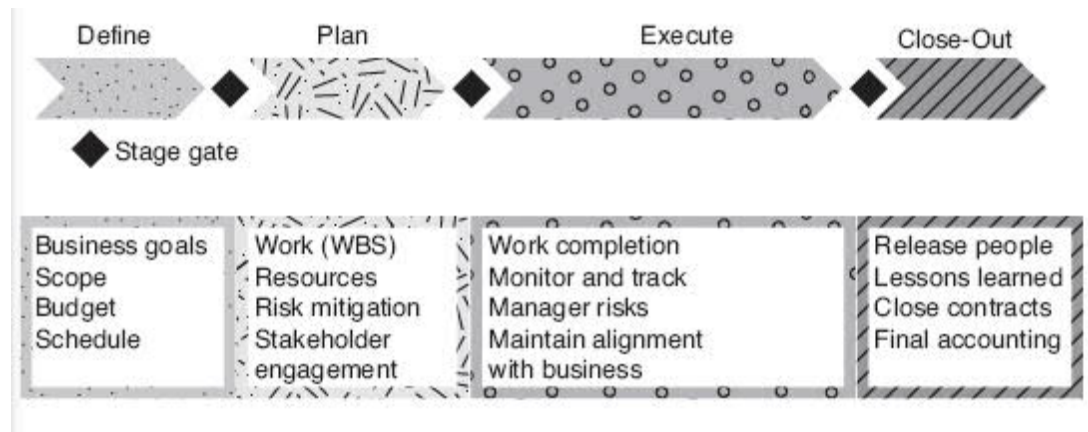 Define
Plan
Execute
Close-Out
Stage gate
Business goals
Scope
Budget
Schedule
Work (WBS)
Resources
Risk mitigation
Stakeholder
engagement
Work completion
Monitor and track
Manager risks
Maintain alignment
with business
Release people
Lessons learned
Close contracts
Final accounting